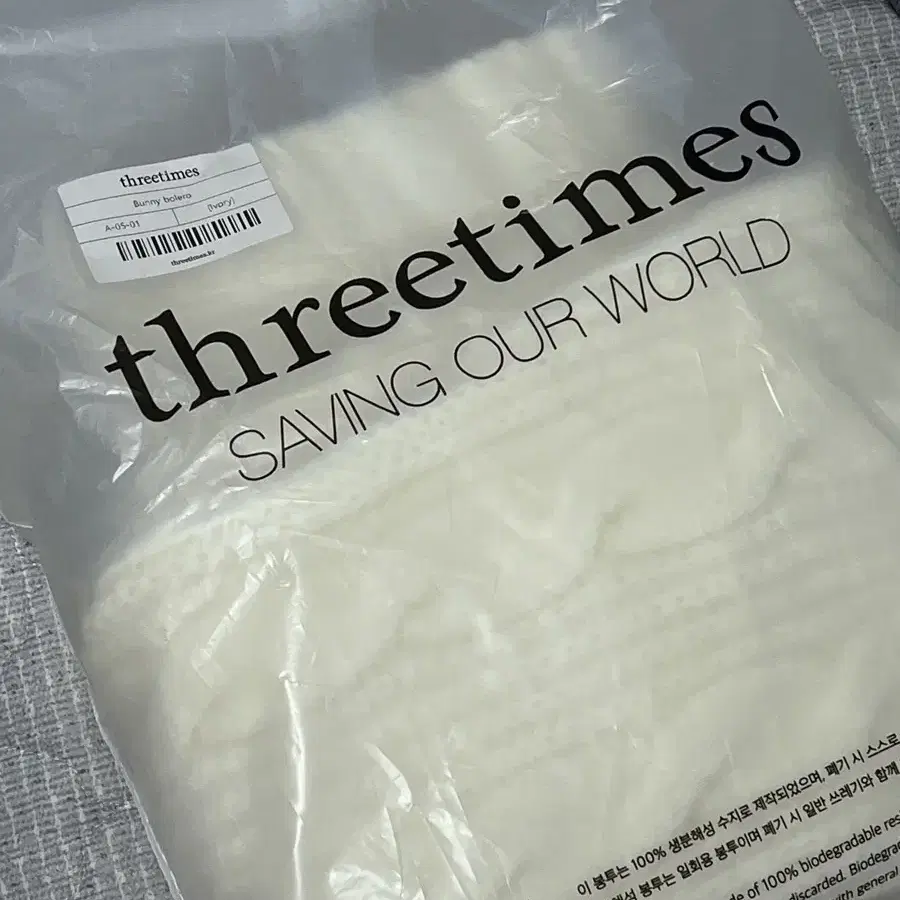 threetimes
Bunny bolero
A-05-01 (Ivory)
threetimes.kr
threetimes
SAVING OUR WORLD
이 봉투는 100% 생분해성 수지로 제작되었으며, 폐기 시 스스로
봉투는 일회용 봉투이며 폐기 시 일반 쓰레기와 함께
of 100% biodegradable
discarded.
with general